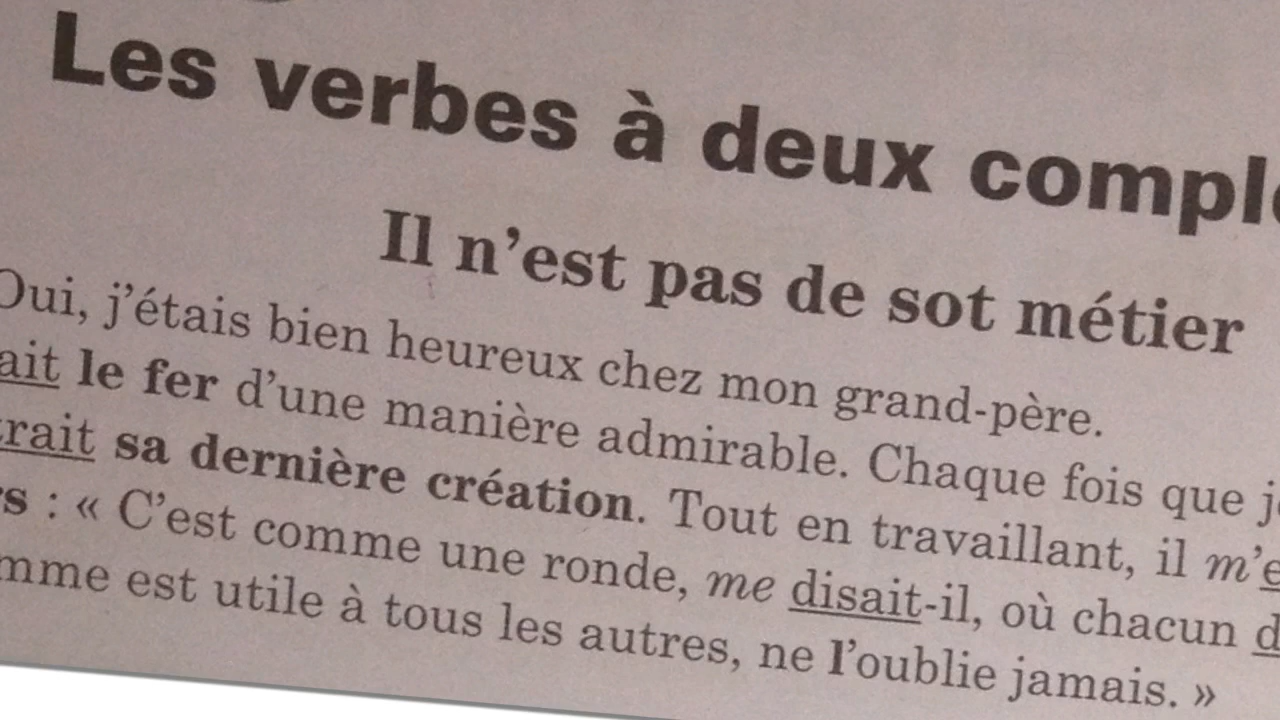 Les verbes à deux complé
Il n'est pas de sot métier
Oui, j'étais bien heureux chez mon grand-père.
ait le fer d'une manière admirable. Chaque fois que j
rait sa dernière création. Tout en travaillant, il m'e
s : « C'est comme une ronde, me disait-il, où chacun d
mme est utile à tous les autres, ne l'oublie jamais. »